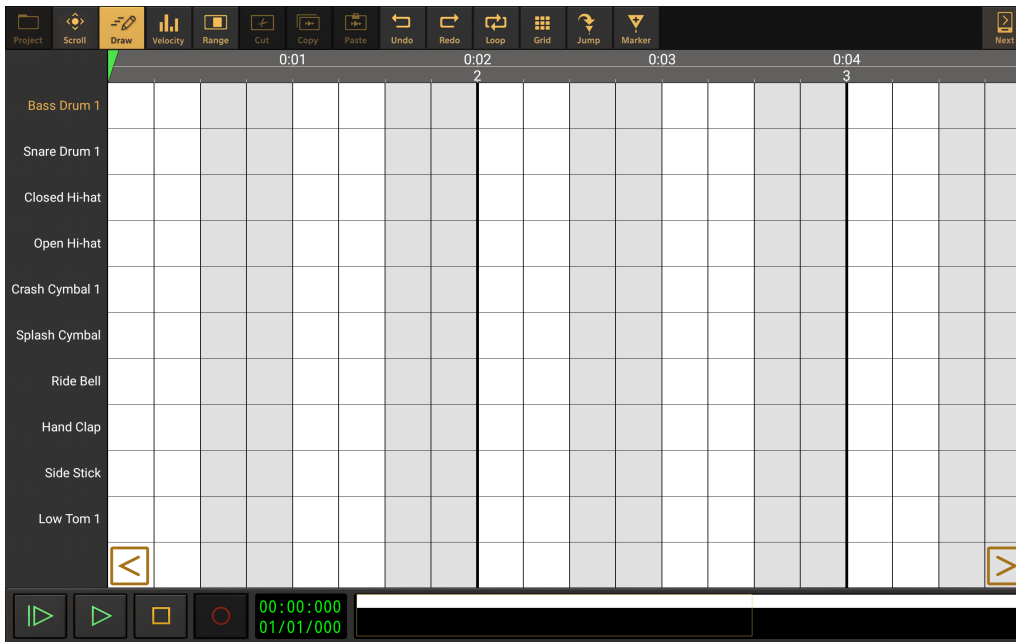 Project Scroll Draw Velocity Range Cut Copy Paste Undo Redo Loop Grid Jump Marker Next
0:01 0:02 0:03 0:04
2 3
Bass Drum 1
Snare Drum 1
Closed Hi-hat
Open Hi-hat
Crash Cymbal 1
Splash Cymbal
Ride Bell
Hand Clap
Side Stick
Low Tom 1
00:00:000
01/01/000